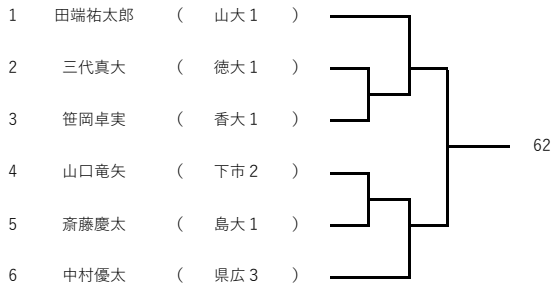 1 田端祐太郎 ( 山大1 )
2 三代真大 ( 徳大1 )
3 笹岡卓実 ( 香大1 )
62
4 山口竜矢 ( 下市2 )
5 斎藤慶太 ( 島大1 )
6 中村優太 ( 県広3 )